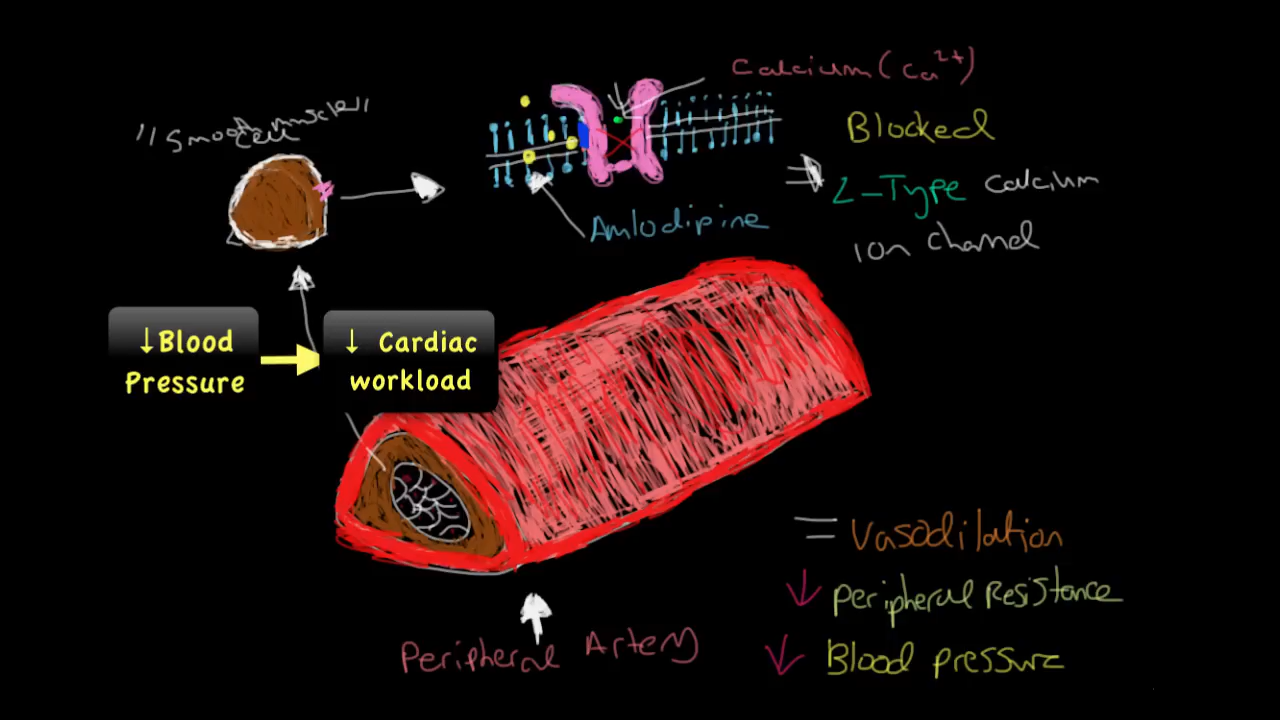 Calcium (Ca²⁺)
"Smooth muscle"
cell
Blocked
L-Type Calcium
ion Channel
Amlodipine
↓Blood
Pressure
↓ Cardiac
workload
= Vasodilation
↓ Peripheral Resistance
↓ Blood pressure
Peripheral Artery